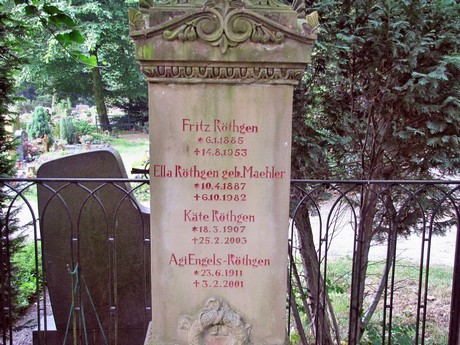 Fritz Röthgen
*6.1.1885
✝14.8.1953
Ella Röthgen geb.Maehler
*10.4.1887
✝6.10.1982
Käte Röthgen
*18.3.1907
✝25.2.2003
Agi Engels-Röthgen
*23.6.1911
✝3.2.2001